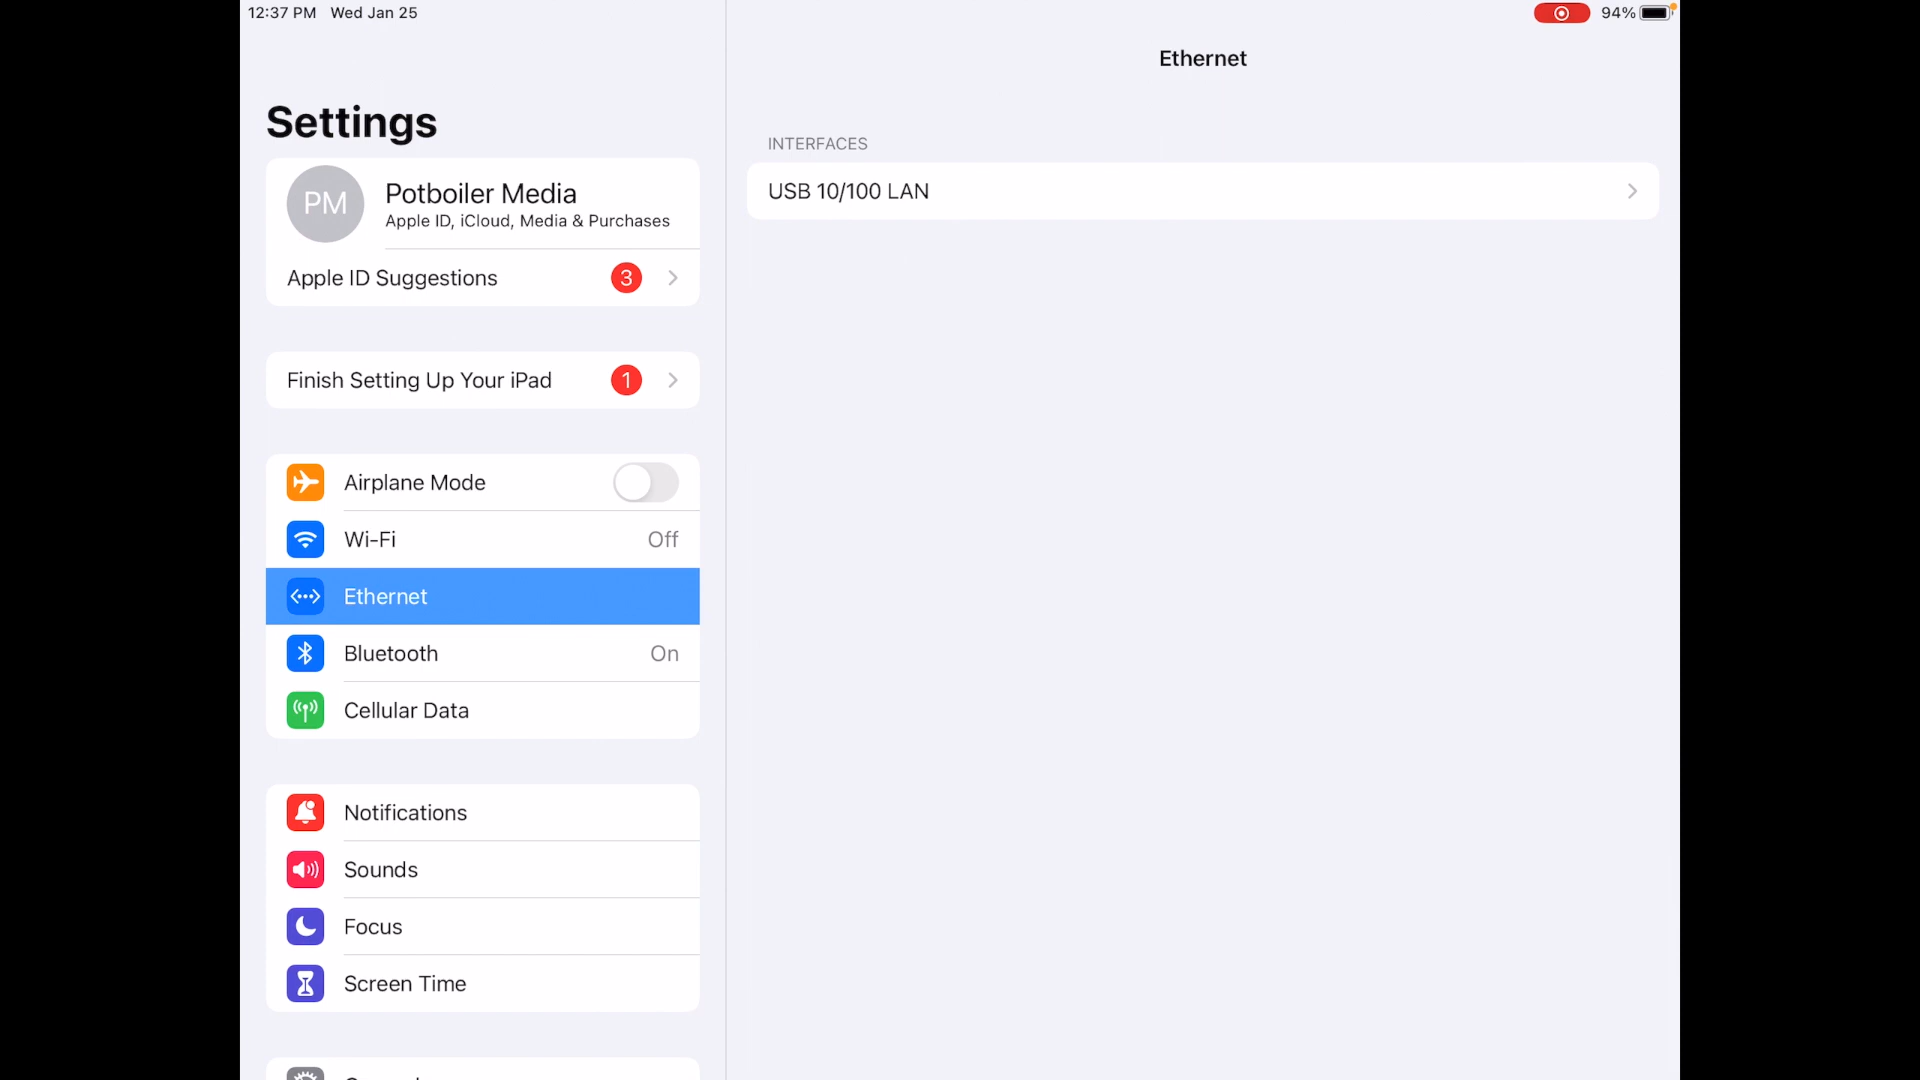 12:37 PM Wed Jan 25
94%
Settings
PM
Potboiler Media
Apple ID, iCloud, Media & Purchases
Apple ID Suggestions 3
Finish Setting Up Your iPad 1
Airplane Mode
Wi-Fi Off
Ethernet
Bluetooth On
Cellular Data
Notifications
Sounds
Focus
Screen Time
Ethernet
INTERFACES
USB 10/100 LAN